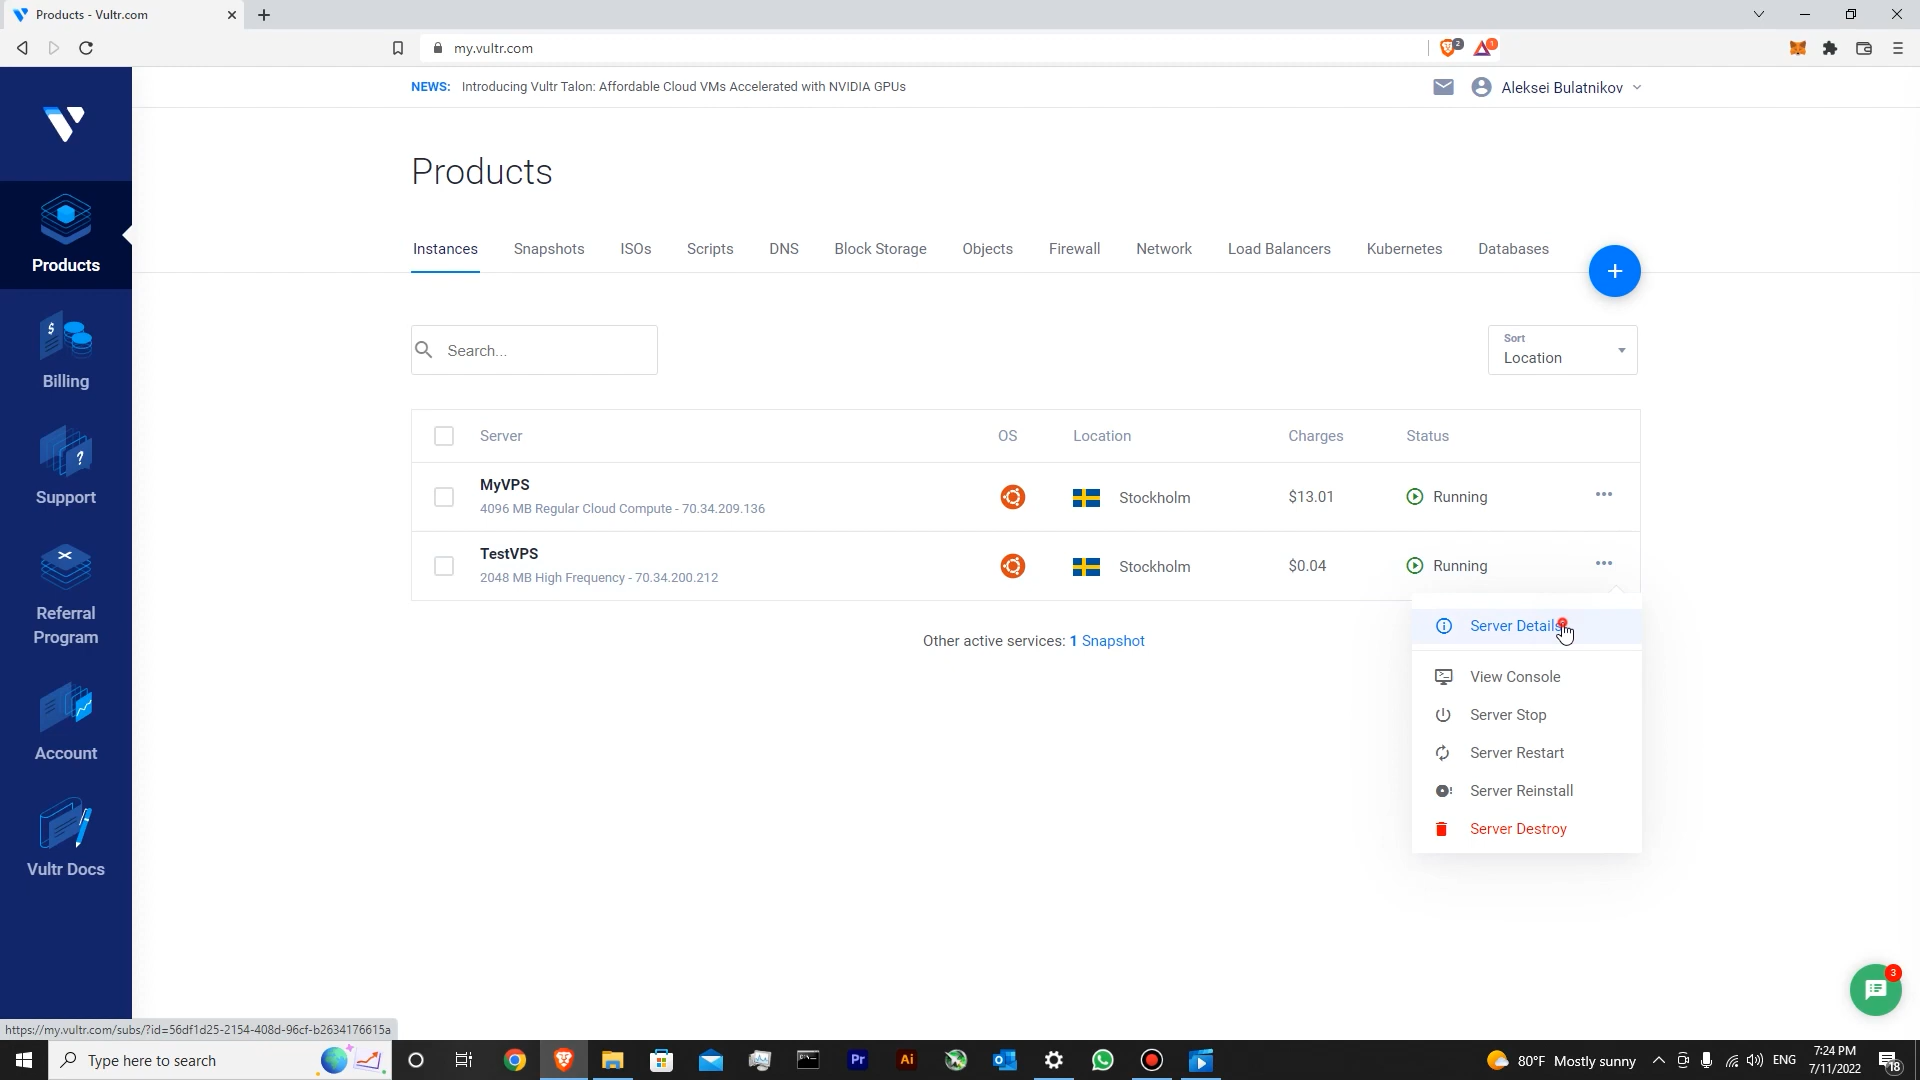 Products - Vultr.com
my.vultr.com
2
1
NEWS: Introducing Vultr Talon: Affordable Cloud VMs Accelerated with NVIDIA GPUs
Aleksei Bulatnikov
Products
Billing
Support
Referral
Program
Account
Vultr Docs
Products
Instances Snapshots ISOs Scripts DNS Block Storage Objects Firewall Network Load Balancers Kubernetes Databases
+
Search...
Sort
Location
Server OS Location Charges Status
MyVPS
4096 MB Regular Cloud Compute - 70.34.209.136
Stockholm $13.01 Running
TestVPS
2048 MB High Frequency - 70.34.200.212
Stockholm $0.04 Running
Other active services: 1 Snapshot
Server Details
View Console
Server Stop
Server Restart
Server Reinstall
Server Destroy
3
https://my.vultr.com/subs/?id=56df1d25-2154-408d-96cf-b2634176615a
Type here to search
Pr
Ai
80°F Mostly sunny
ENG
7:24 PM
7/11/2022
18